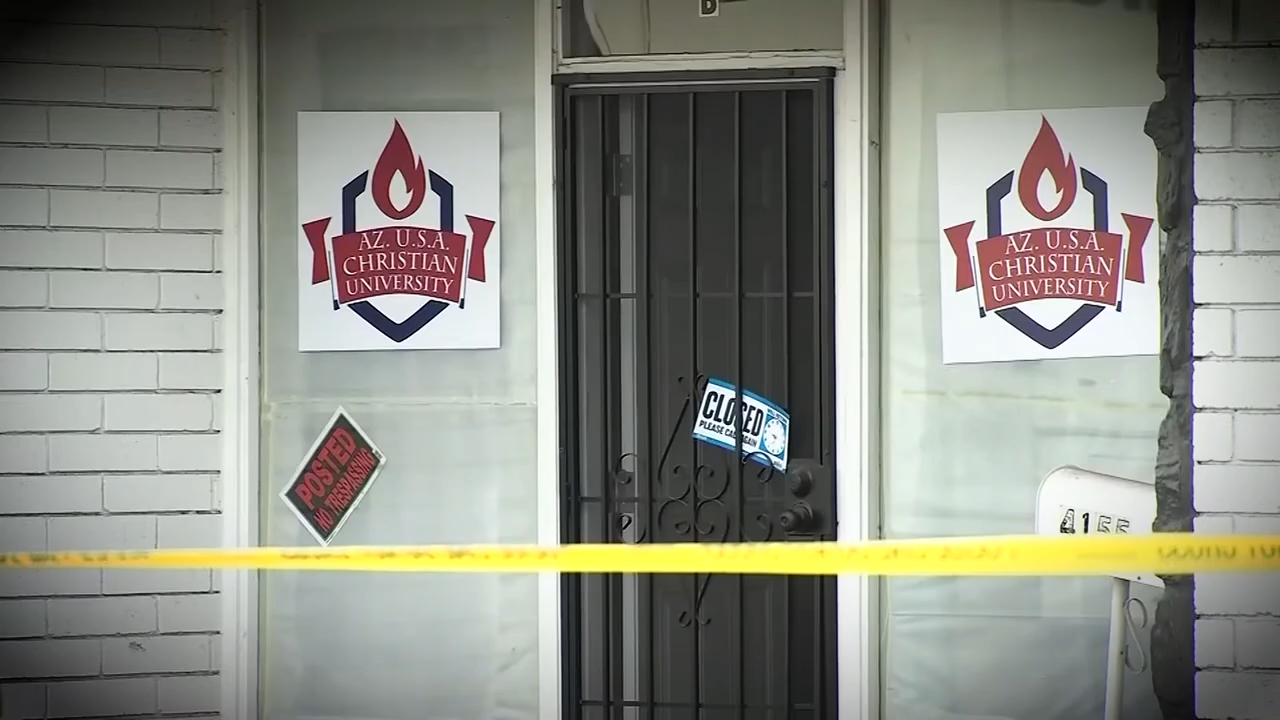 B
AZ. U.S.A.
CHRISTIAN
UNIVERSITY
AZ. U.S.A.
CHRISTIAN
UNIVERSITY
CLOSED
PLEASE CALL AGAIN
POSTED
NO TRESPASSING
4155